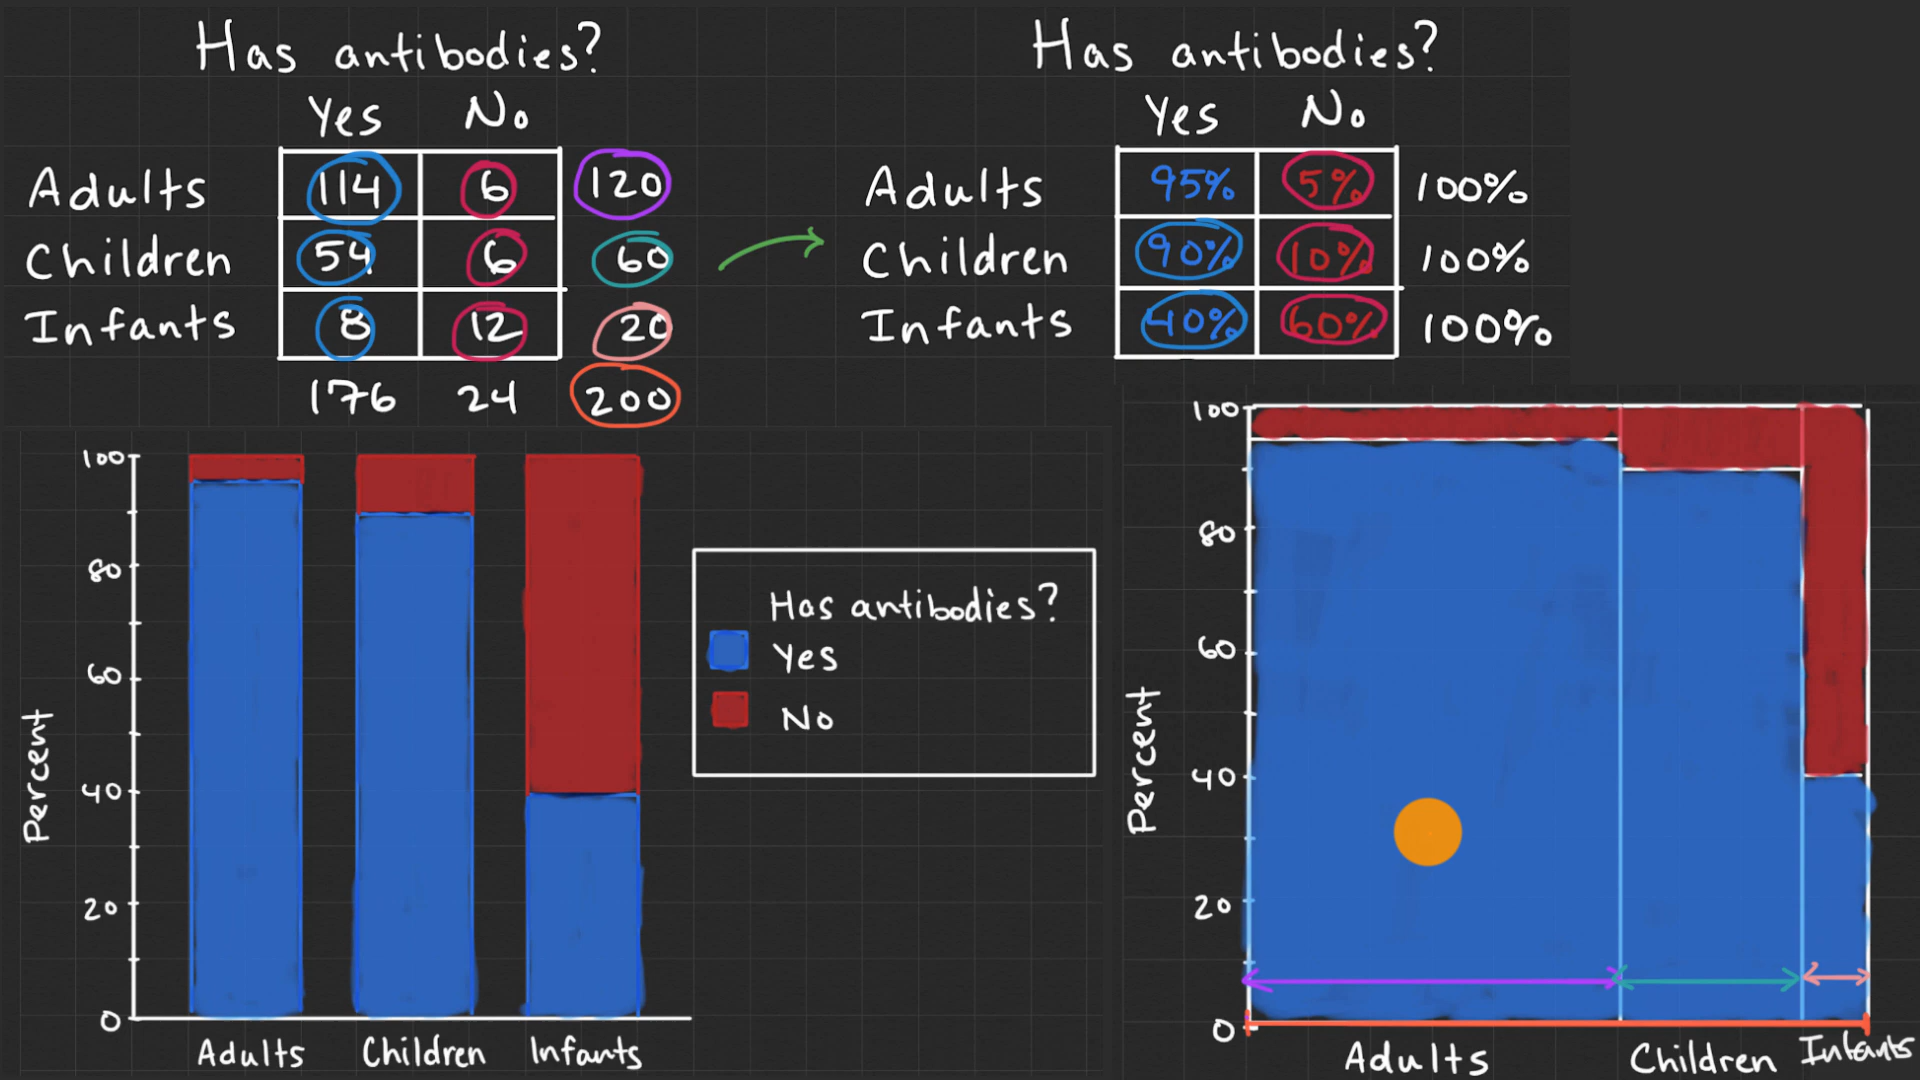 Has antibodies?
Yes No
Adults 114 6 120
Children 54 6 60
Infants 8 12 20
176 24 200
Has antibodies?
Yes No
Adults 95% 5% 100%
Children 90% 10% 100%
Infants 40% 60% 100%
100
80
60
40
20
0
Percent
Adults Children Infants
Has antibodies?
Yes
No
100
80
60
40
20
0
Percent
Adults Children Infants